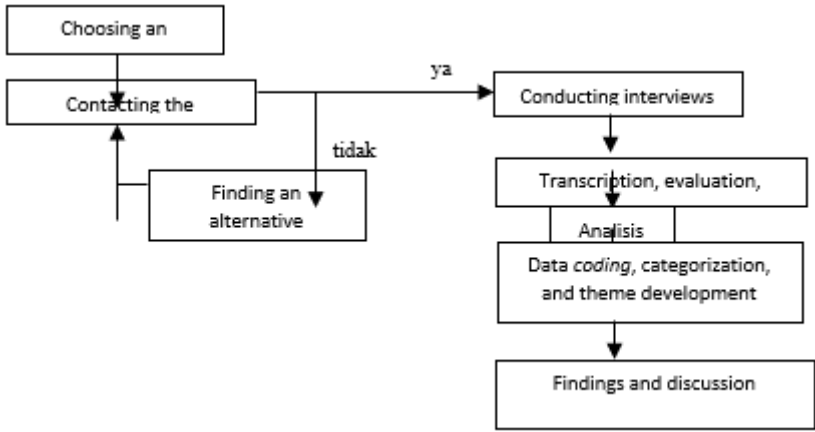 Choosing an
Contacting the
ya
tidak
Finding an
alternative
Conducting interviews
Transcription, evaluation,
Analisis
Data coding, categorization,
and theme development
Findings and discussion